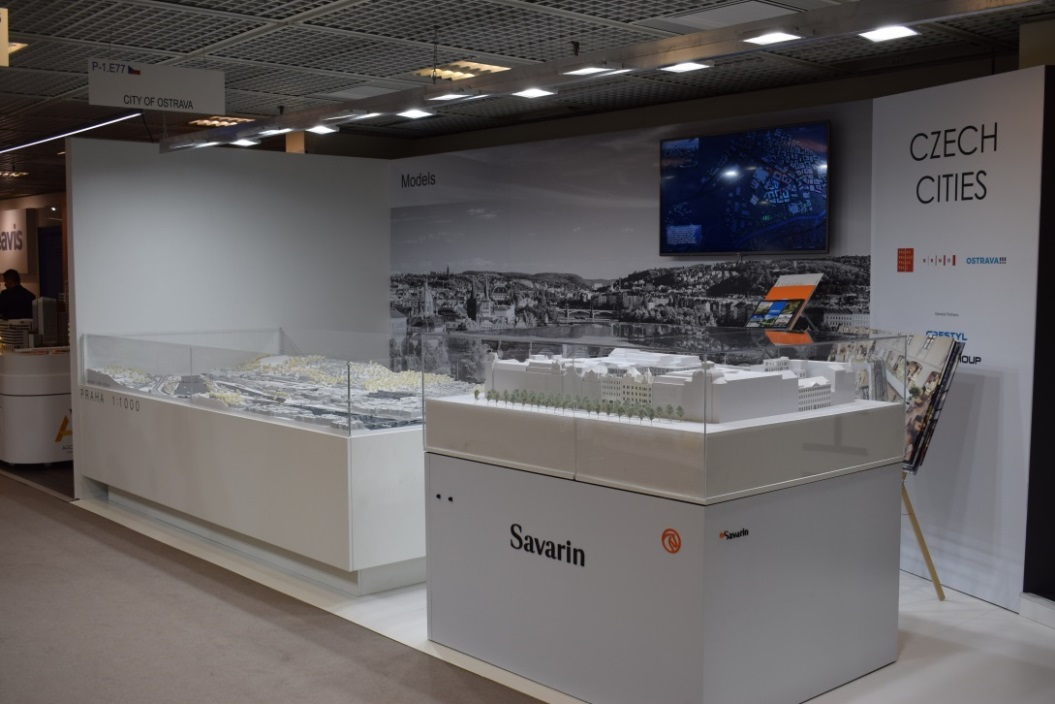 P-1.E77
CITY OF OSTRAVA
Models
CZECH
CITIES
OSTRAVA!!!
PRAHA 1:1000
Savarin
Savarin